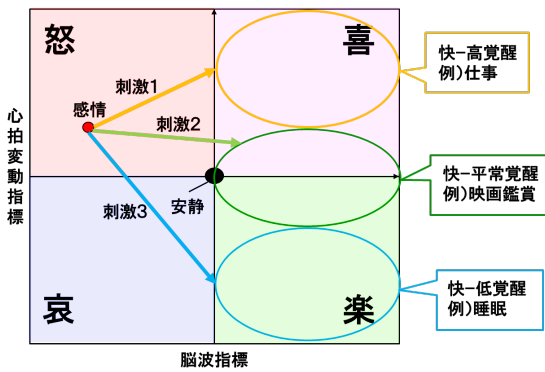 怒
喜
快−高覚醒
例）仕事
刺激1
感情
刺激2
心拍変動指標
快−平常覚醒
例）映画鑑賞
安静
刺激3
快−低覚醒
例）睡眠
哀
楽
脳波指標